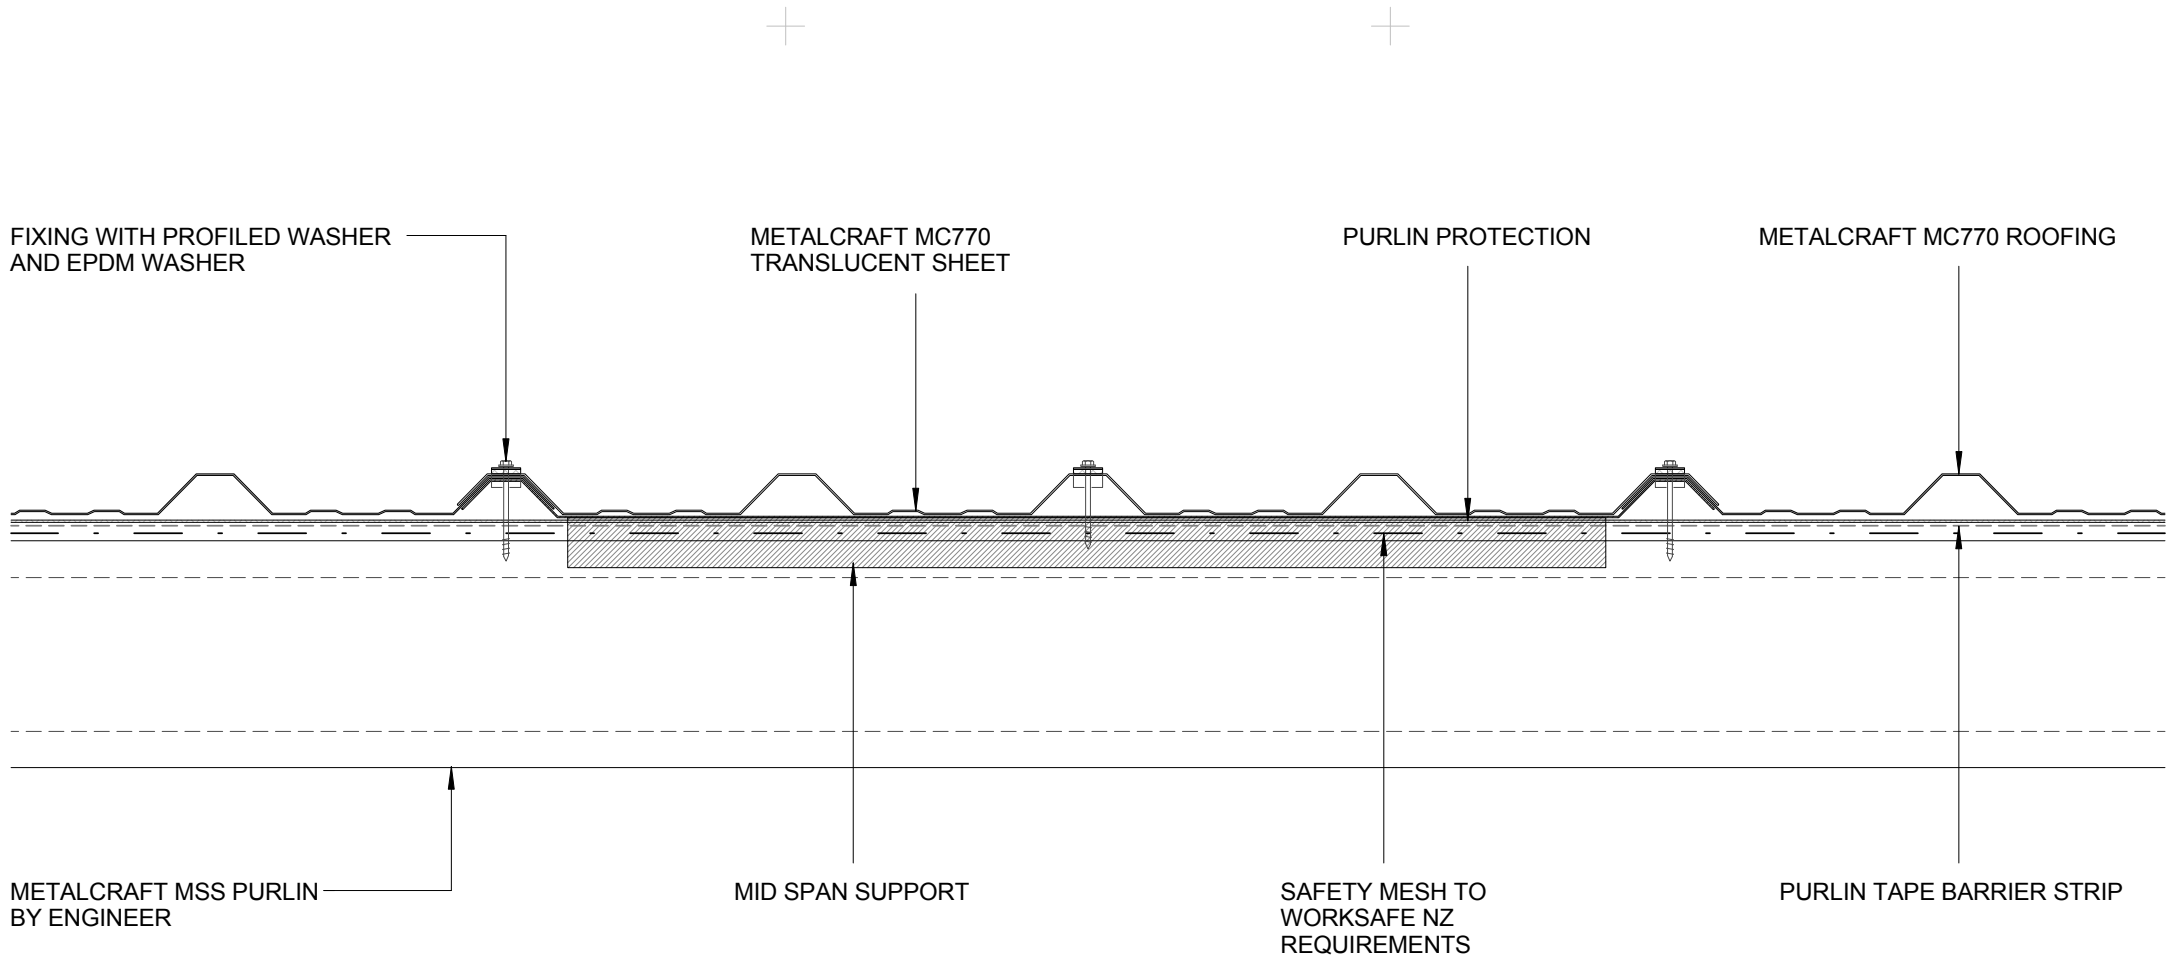 FIXING WITH PROFILED WASHER
AND EPDM WASHER
METALCRAFT MC770
TRANSLUCENT SHEET
PURLIN PROTECTION
METALCRAFT MC770 ROOFING
METALCRAFT MSS PURLIN
BY ENGINEER
MID SPAN SUPPORT
SAFETY MESH TO
WORKSAFE NZ
REQUIREMENTS
PURLIN TAPE BARRIER STRIP